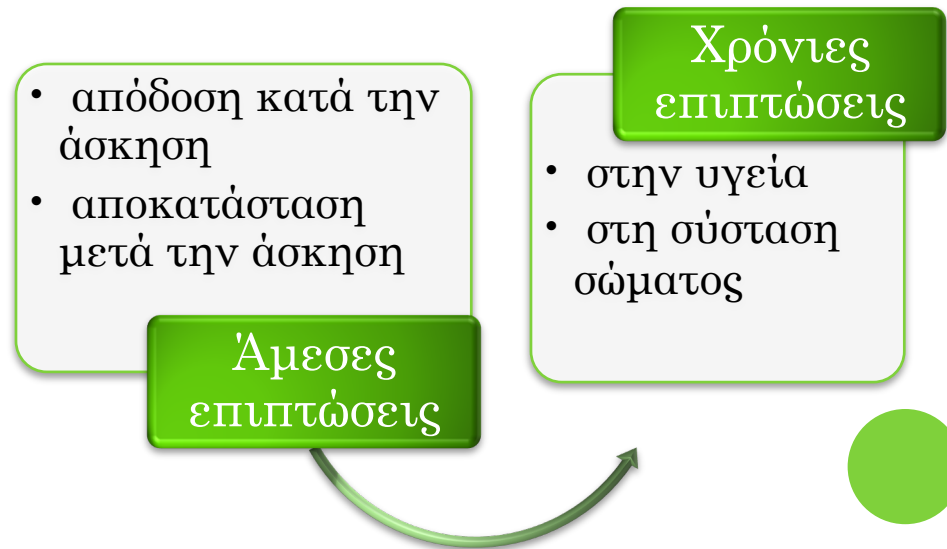 • απόδοση κατά την
άσκηση
• αποκατάσταση
μετά την άσκηση
Άμεσες
επιπτώσεις
Χρόνιες
επιπτώσεις
• στην υγεία
• στη σύσταση
σώματος